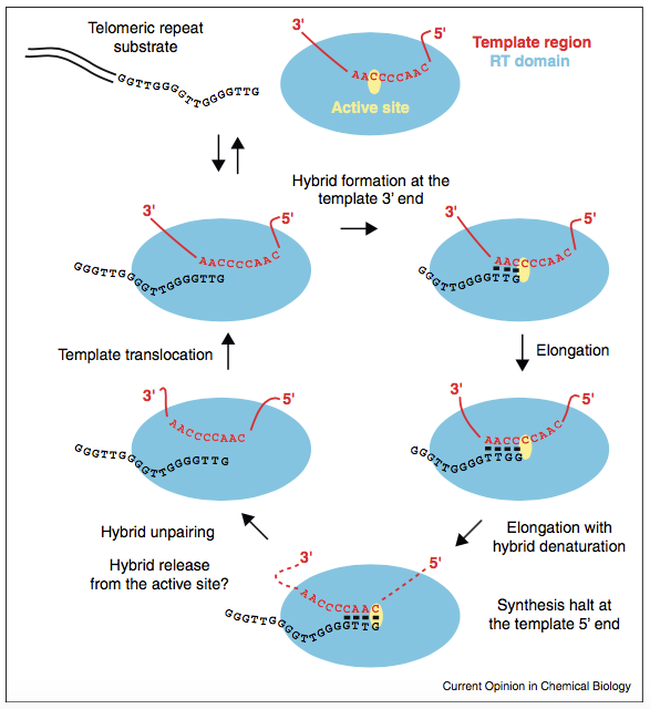 Telomeric repeat
substrate
3'
5'
Template region
RT domain
GGTTGGGGTTGGGGTTG
AACCCCAAC
Active site
Hybrid formation at the
template 3' end
3'
5'
AACCCCAAC
GGGTTGGGGTTGGGGTTG
3'
5'
AACCCCAAC
GGGTTGGGGTTG
Template translocation
Elongation
3'
5'
AACCCCAAC
GGGTTGGGGTTGGGGTTG
3'
5'
AACCCCAAC
GGGTTGGGGTTGG
Hybrid unpairing
Hybrid release
from the active site?
Elongation with
hybrid denaturation
3'
5'
AACCCCAAC
GGGTTGGGGTTGGGGTTG
Synthesis halt at
the template 5' end
Current Opinion in Chemical Biology